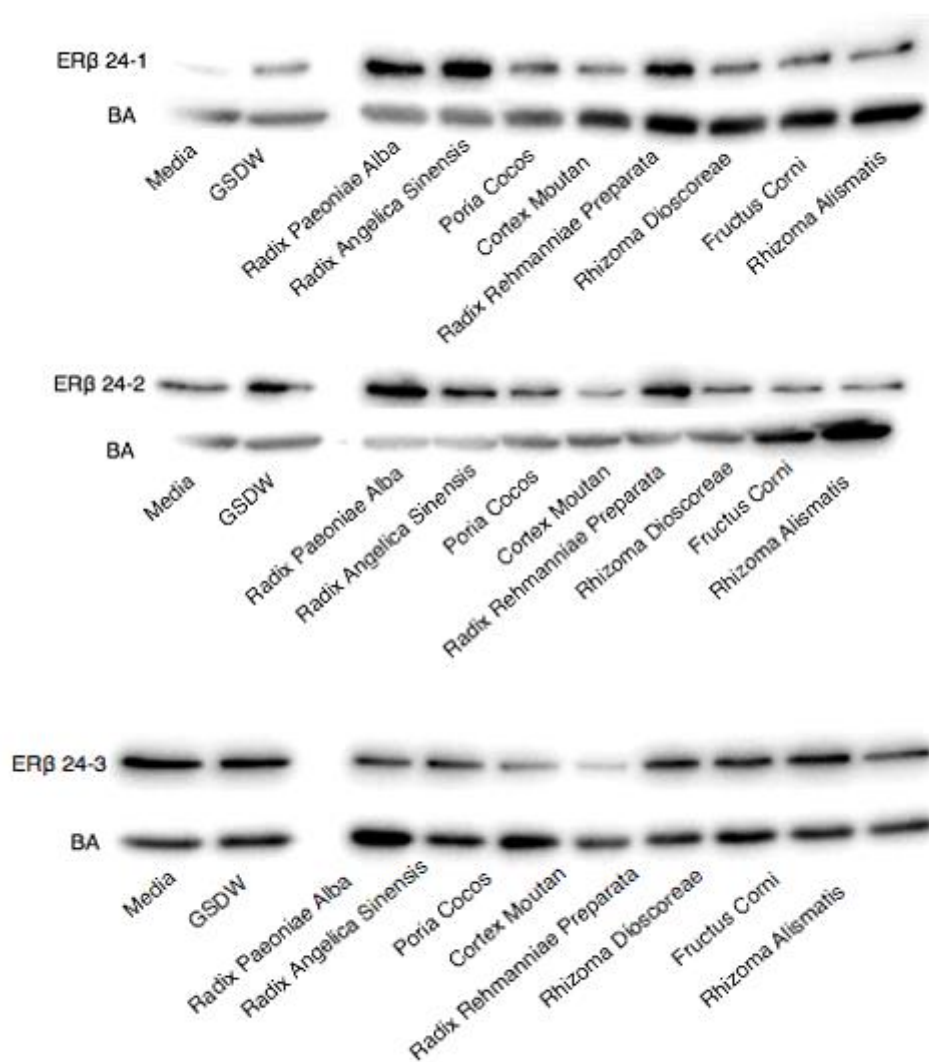 ERβ 24-1
BA
Media
GSDW
Radix Paeoniae Alba
Radix Angelica Sinensis
Poria Cocos
Cortex Moutan
Radix Rehmanniae Preparata
Rhizoma Dioscoreae
Fructus Corni
Rhizoma Alismatis
ERβ 24-2
BA
Media
GSDW
Radix Paeoniae Alba
Radix Angelica Sinensis
Poria Cocos
Cortex Moutan
Radix Rehmanniae Preparata
Rhizoma Dioscoreae
Fructus Corni
Rhizoma Alismatis
ERβ 24-3
BA
Media
GSDW
Radix Paeoniae Alba
Radix Angelica Sinensis
Poria Cocos
Cortex Moutan
Radix Rehmanniae Preparata
Rhizoma Dioscoreae
Fructus Corni
Rhizoma Alismatis